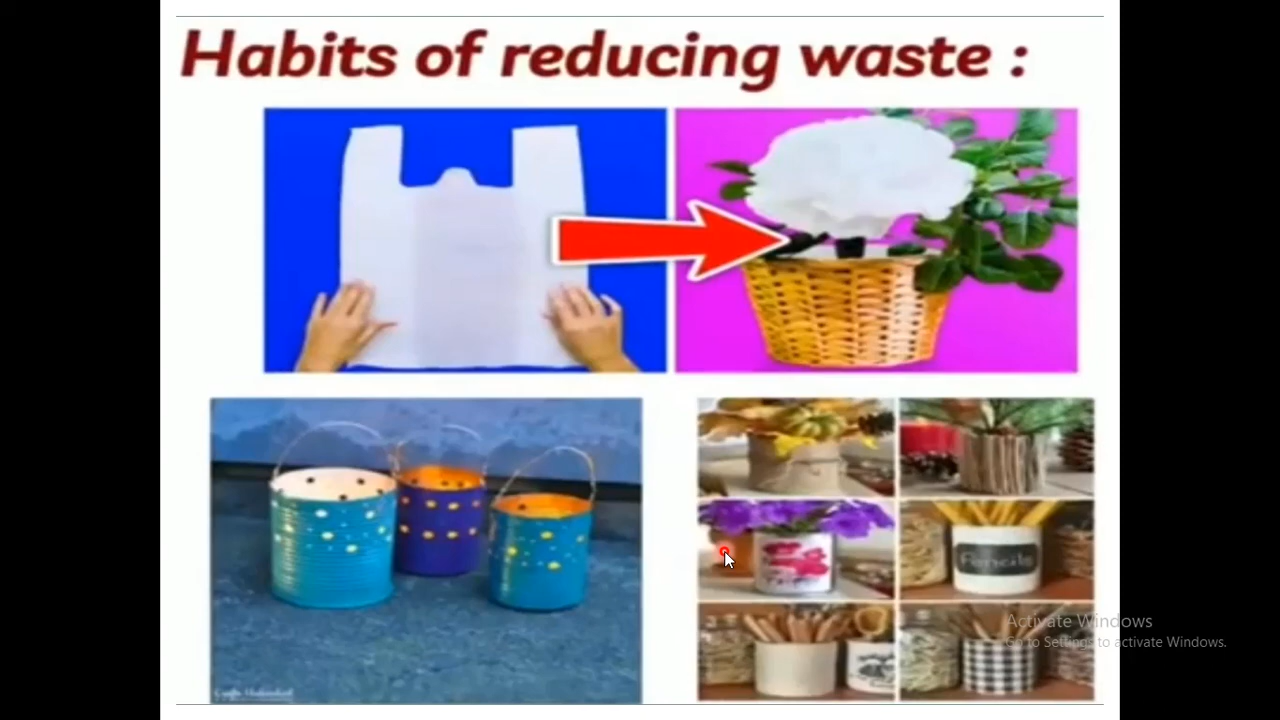 Habits of reducing waste :
Pencils
Activate Windows
Go to Settings to activate Windows.